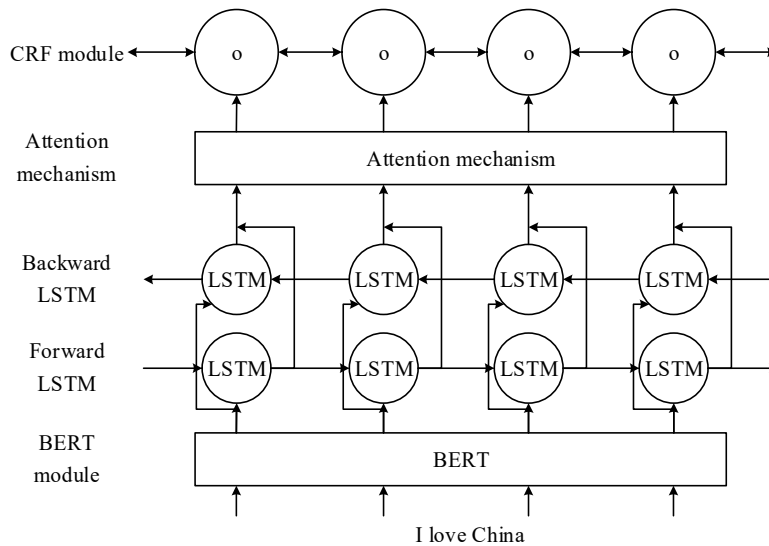 CRF module
o o o o
Attention
mechanism
Attention mechanism
Backward
LSTM
LSTM LSTM LSTM LSTM
Forward
LSTM
LSTM LSTM LSTM LSTM
BERT
module
BERT
I love China